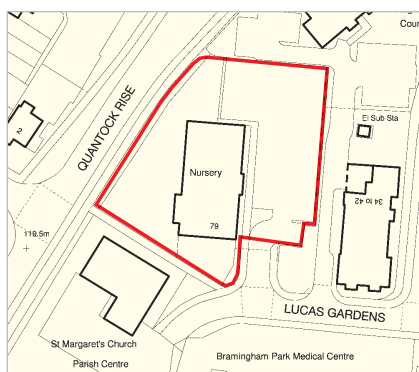 Cour
El Sub Sta
QUANTOCK RISE
2
Nursery
34 to 42
79
119.5m
LUCAS GARDENS
St Margaret's Church
Parish Centre
Bramingham Park Medical Centre